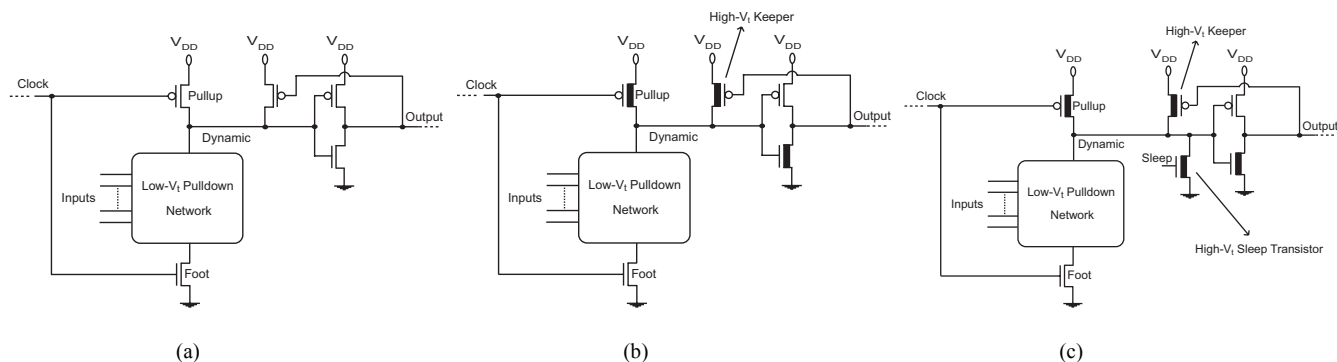 V_DD V_DD V_DD
Clock
Pullup
Output
Dynamic
Inputs
Low-V_t Pulldown
Network
Foot
(a)
High-V_t Keeper
V_DD V_DD V_DD
Clock
Pullup
Output
Dynamic
Inputs
Low-V_t Pulldown
Network
Foot
(b)
High-V_t Keeper
V_DD V_DD V_DD
Clock
Pullup
Output
Dynamic
Sleep
Inputs
Low-V_t Pulldown
Network
High-V_t Sleep Transistor
Foot
(c)